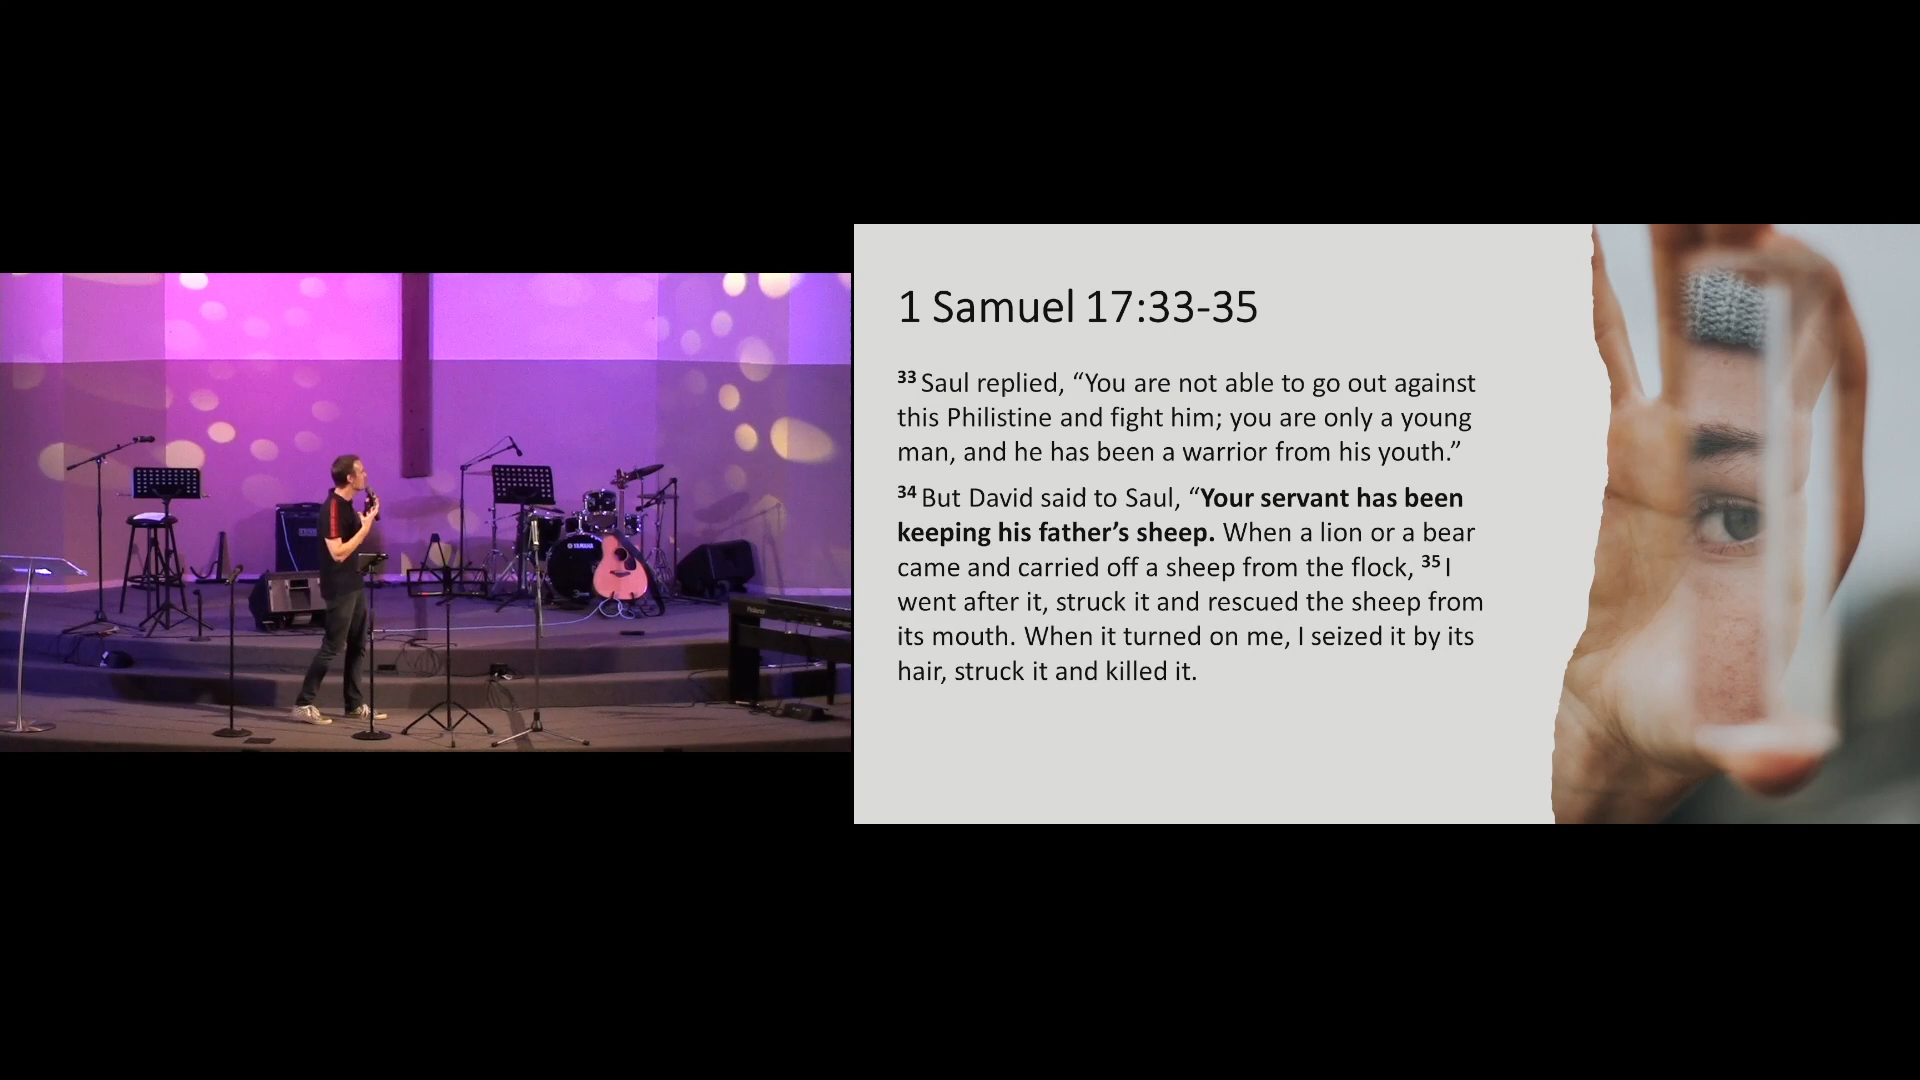 1 Samuel 17:33-35
33 Saul replied, “You are not able to go out against
this Philistine and fight him; you are only a young
man, and he has been a warrior from his youth.”
34 But David said to Saul, “Your servant has been
keeping his father’s sheep. When a lion or a bear
came and carried off a sheep from the flock, 35 I
went after it, struck it and rescued the sheep from
its mouth. When it turned on me, I seized it by its
hair, struck it and killed it.
YAMAHA
Roland